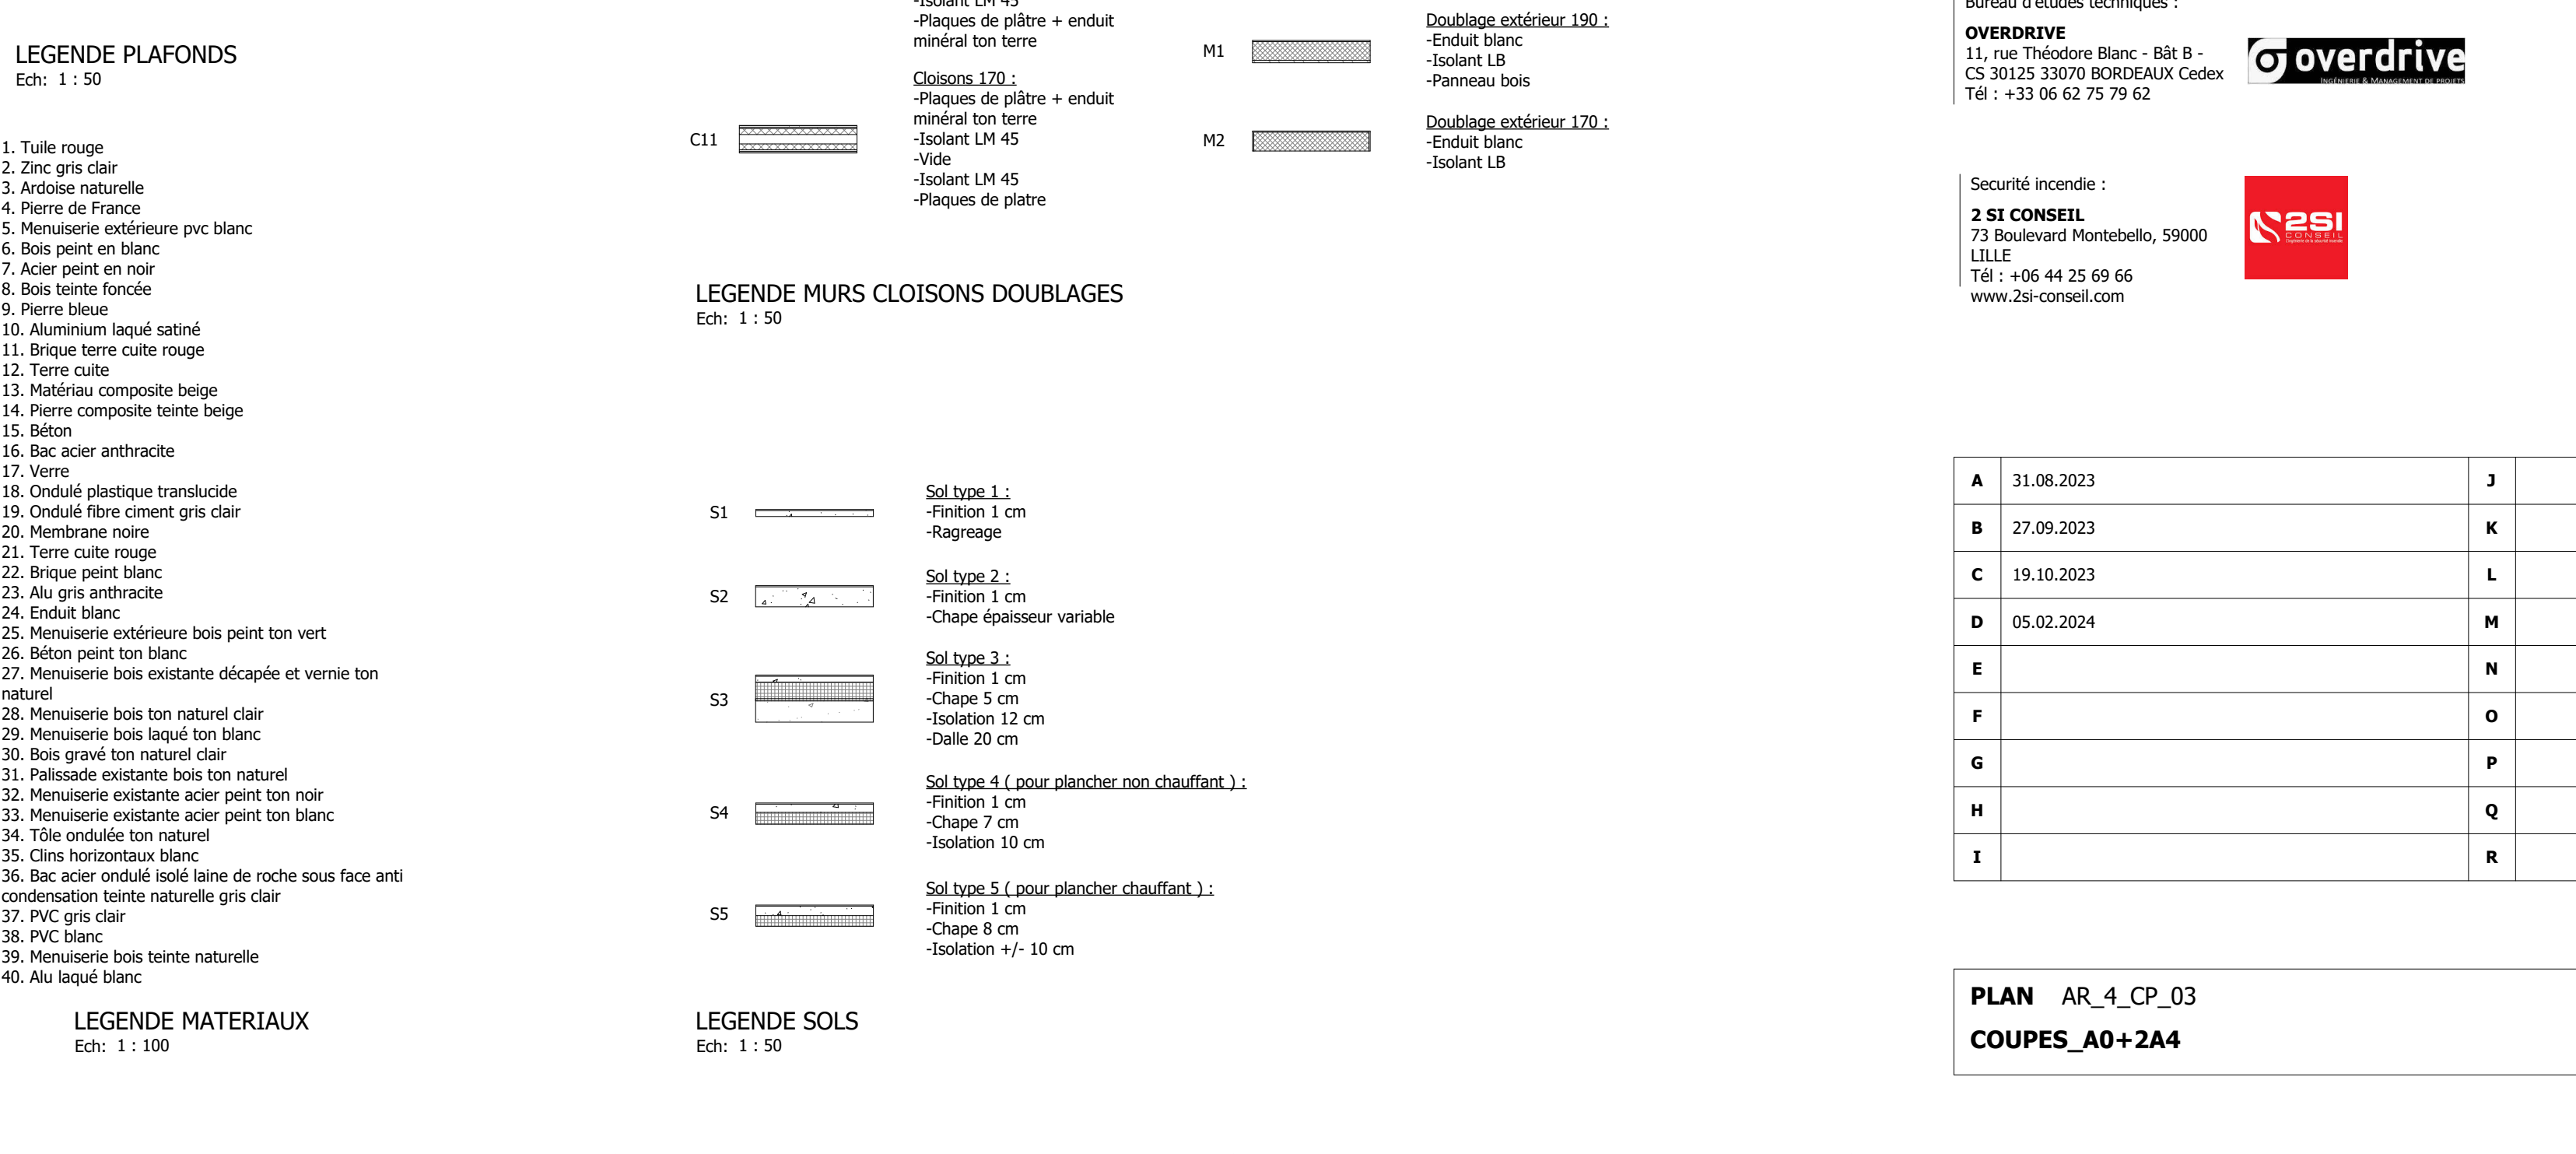 LEGENDE PLAFONDS
Ech: 1 : 50
1. Tuile rouge
2. Zinc gris clair
3. Ardoise naturelle
4. Pierre de France
5. Menuiserie extérieure pvc blanc
6. Bois peint en blanc
7. Acier peint en noir
8. Bois teinte foncée
9. Pierre bleue
10. Aluminium laqué satiné
11. Brique terre cuite rouge
12. Terre cuite
13. Matériau composite beige
14. Pierre composite teinte beige
15. Béton
16. Bac acier anthracite
17. Verre
18. Ondulé plastique translucide
19. Ondulé fibre ciment gris clair
20. Membrane noire
21. Terre cuite rouge
22. Brique peint blanc
23. Alu gris anthracite
24. Enduit blanc
25. Menuiserie extérieure bois peint ton vert
26. Béton peint ton blanc
27. Menuiserie bois existante décapée et vernie ton
naturel
28. Menuiserie bois ton naturel clair
29. Menuiserie bois laqué ton blanc
30. Bois gravé ton naturel clair
31. Palissade existante bois ton naturel
32. Menuiserie existante acier peint ton noir
33. Menuiserie existante acier peint ton blanc
34. Tôle ondulée ton naturel
35. Clins horizontaux blanc
36. Bac acier ondulé isolé laine de roche sous face anti
condensation teinte naturelle gris clair
37. PVC gris clair
38. PVC blanc
39. Menuiserie bois teinte naturelle
40. Alu laqué blanc
LEGENDE MATERIAUX
Ech: 1 : 100
-Isolant LM 45
-Plaques de plâtre + enduit
minéral ton terre
C11
Cloisons 170 :
-Plaques de plâtre + enduit
minéral ton terre
-Isolant LM 45
-Vide
-Isolant LM 45
-Plaques de platre
M1
Doublage extérieur 190 :
-Enduit blanc
-Isolant LB
-Panneau bois
M2
Doublage extérieur 170 :
-Enduit blanc
-Isolant LB
LEGENDE MURS CLOISONS DOUBLAGES
Ech: 1 : 50
S1
Sol type 1 :
-Finition 1 cm
-Ragreage
S2
Sol type 2 :
-Finition 1 cm
-Chape épaisseur variable
S3
Sol type 3 :
-Finition 1 cm
-Chape 5 cm
-Isolation 12 cm
-Dalle 20 cm
S4
Sol type 4 ( pour plancher non chauffant ) :
-Finition 1 cm
-Chape 7 cm
-Isolation 10 cm
S5
Sol type 5 ( pour plancher chauffant ) :
-Finition 1 cm
-Chape 8 cm
-Isolation +/- 10 cm
LEGENDE SOLS
Ech: 1 : 50
Bureau d'études techniques :
OVERDRIVE
11, rue Théodore Blanc - Bât B -
CS 30125 33070 BORDEAUX Cedex
Tél : +33 06 62 75 79 62
overdrive
INGÉNIERIE & MANAGEMENT DE PROJETS
Securité incendie :
2 SI CONSEIL
73 Boulevard Montebello, 59000
LILLE
Tél : +06 44 25 69 66
www.2si-conseil.com
2SI
CONSEIL
A 31.08.2023 J
B 27.09.2023 K
C 19.10.2023 L
D 05.02.2024 M
E N
F O
G P
H Q
I R
PLAN AR_4_CP_03
COUPES_A0+2A4